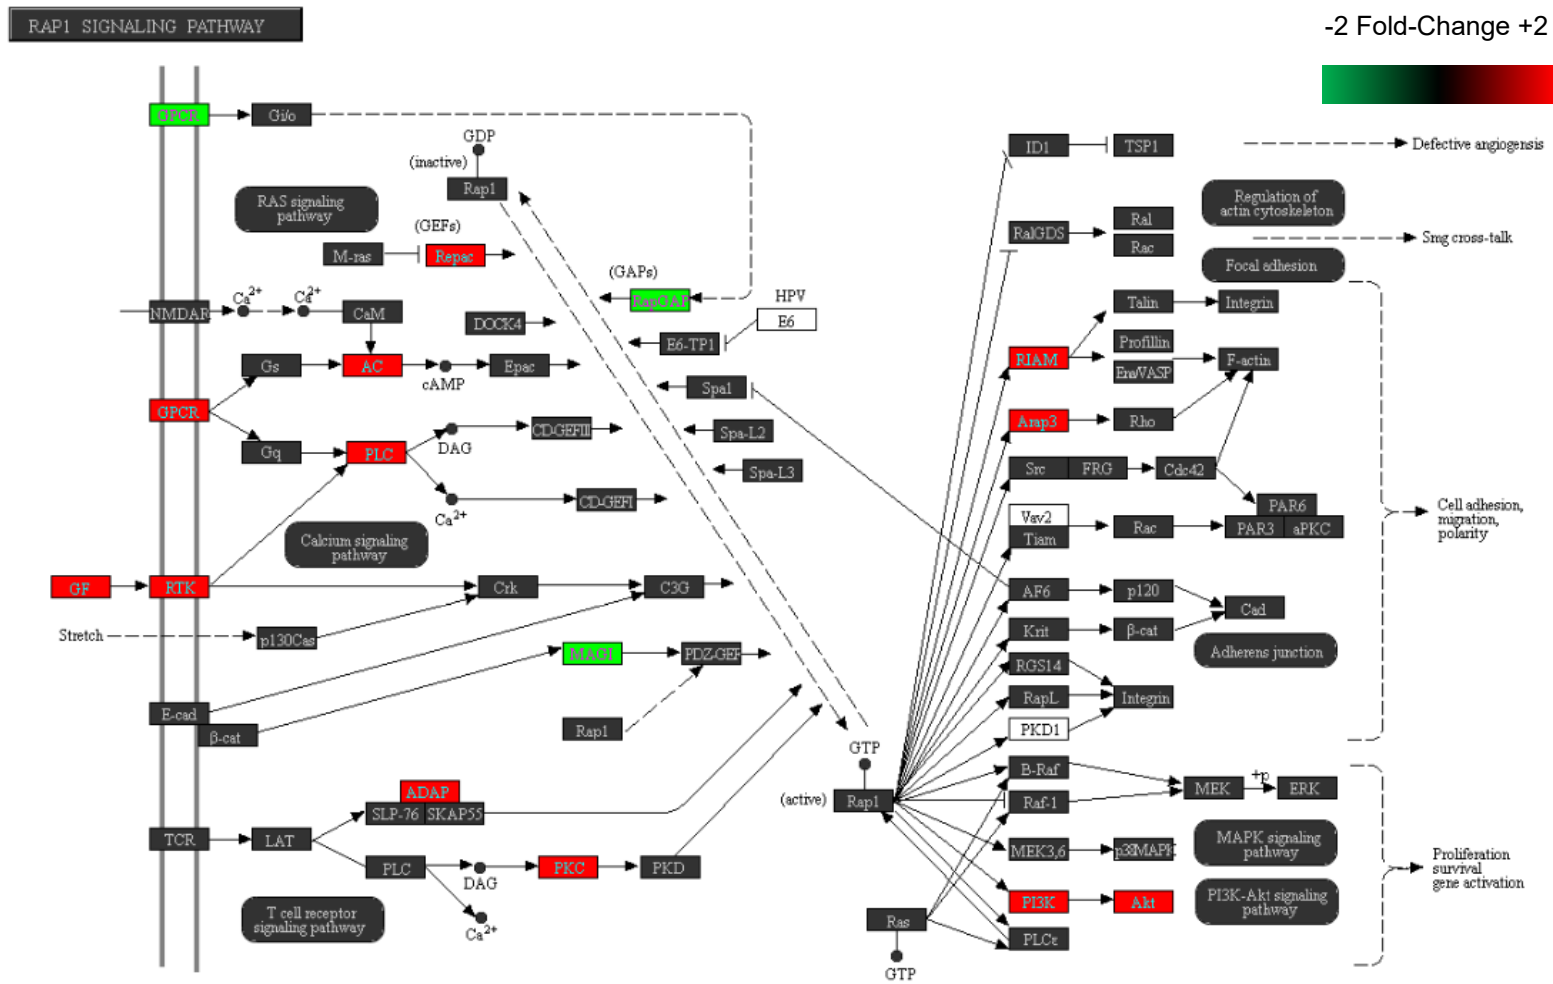 RAP1 SIGNALING PATHWAY
-2 Fold-Change +2
GPCR
Gi/o
GDP
(inactive)
Rap1
RAS signaling
pathway
(GEFs)
M-ras
Repac
(GAPs)
RapGAP
HPV
E6
NMDAR
Ca2+
Ca2+
CaM
DOCK4
E6-TP1
Gs
AC
cAMP
Epac
Spa1
GPCR
Gq
PLC
DAG
CD-GEFIII
Spa-L2
Spa-L3
Ca2+
CD-GEFI
Calcium signaling
pathway
GF
RTK
Crk
C3G
Stretch
p130Cas
MAGI
PDZ-GEF
E-cad
β-cat
Rap1
GTP
(active)
Rap1
ADAP
SLP-76
SKAP55
TCR
LAT
PLC
DAG
PKC
PKD
Ca2+
T cell receptor
signaling pathway
Ras
GTP
ID1
TSP1
Defective angiogensis
Regulation of
actin cytoskeleton
RalGDS
Ral
Rac
Smg cross-talk
Focal adhesion
Talin
Integrin
RIAM
Profillin
Ena/VASP
F-actin
Arap3
Rho
Src
FRG
Cdc42
Vav2
Tiam
Rac
PAR6
PAR3
aPKC
Cell adhesion,
migration,
polarity
AF6
p120
Cad
Krit
β-cat
Adherens junction
RGS14
RapL
Integrin
PKD1
B-Raf
Raf-1
MEK
+p
ERK
MEK3,6
p38MAPK
MAPK signaling
pathway
PI3K
Akt
PI3K-Akt signaling
pathway
PLCε
Proliferation
survival
gene activation